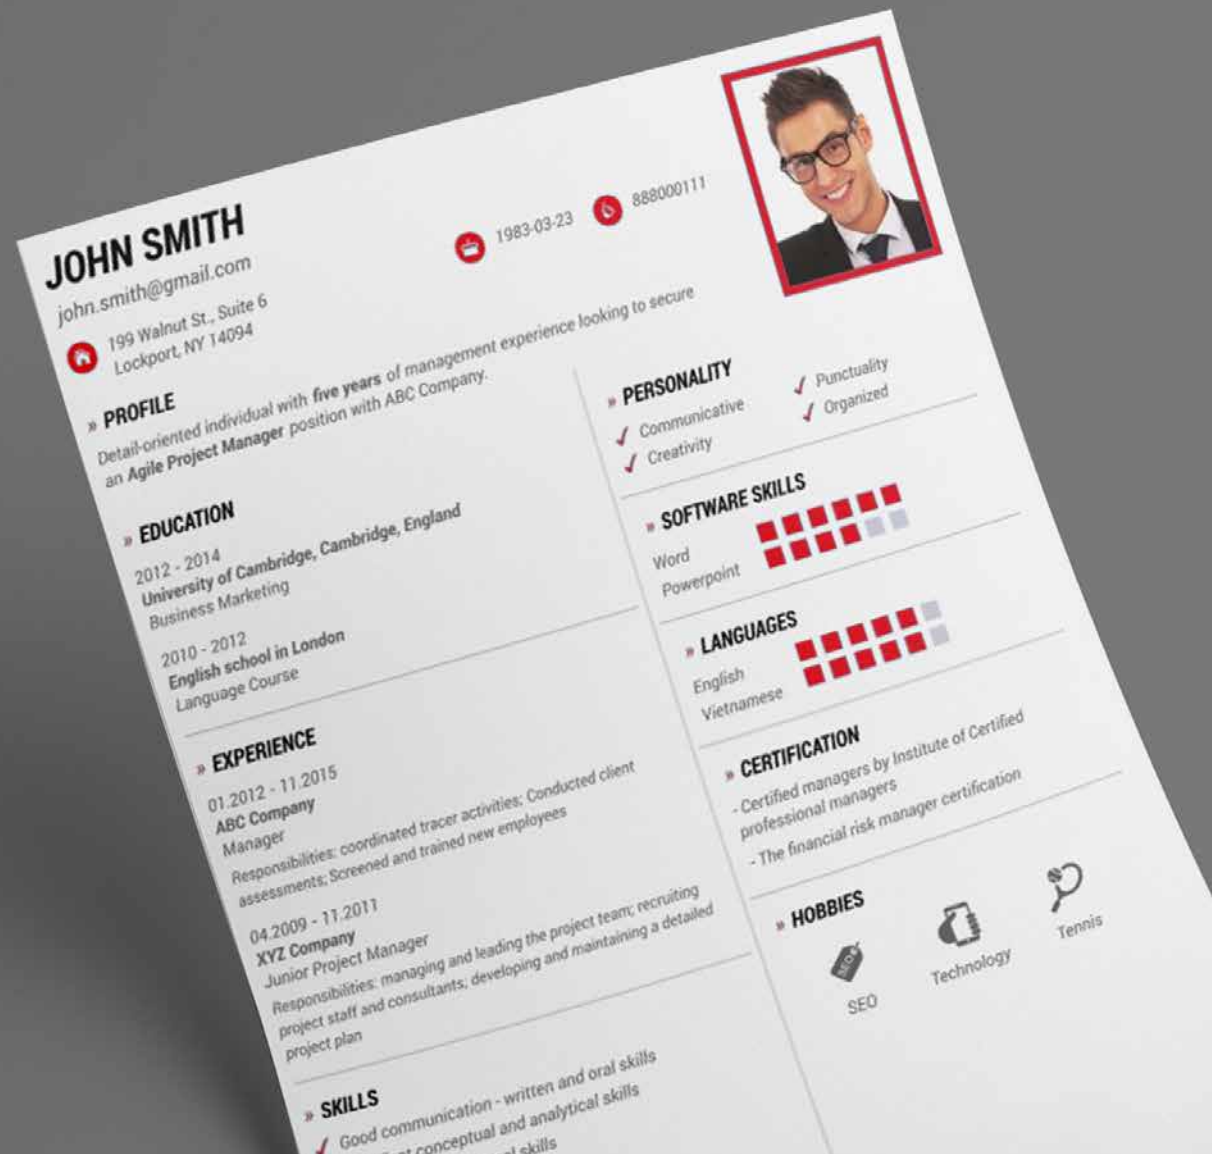 JOHN SMITH
john.smith@gmail.com
199 Walnut St., Suite 6
Lockport, NY 14094
1983-03-23
888000111
» PROFILE
Detail-oriented individual with five years of management experience looking to secure
an Agile Project Manager position with ABC Company.
» EDUCATION
2012 - 2014
University of Cambridge, Cambridge, England
Business Marketing
2010 - 2012
English school in London
Language Course
» EXPERIENCE
01.2012 - 11.2015
ABC Company
Manager
Responsibilities: coordinated tracer activities; Conducted client
assessments; Screened and trained new employees
04.2009 - 11.2011
XYZ Company
Junior Project Manager
Responsibilities: managing and leading the project team; recruiting
project staff and consultants; developing and maintaining a detailed
project plan
» SKILLS
Good communication - written and oral skills
conceptual and analytical skills
skills
» PERSONALITY
Communicative
Creativity
Punctuality
Organized
» SOFTWARE SKILLS
Word
Powerpoint
» LANGUAGES
English
Vietnamese
» CERTIFICATION
- Certified managers by Institute of Certified
professional managers
- The financial risk manager certification
» HOBBIES
SEO
SEO
Technology
Tennis